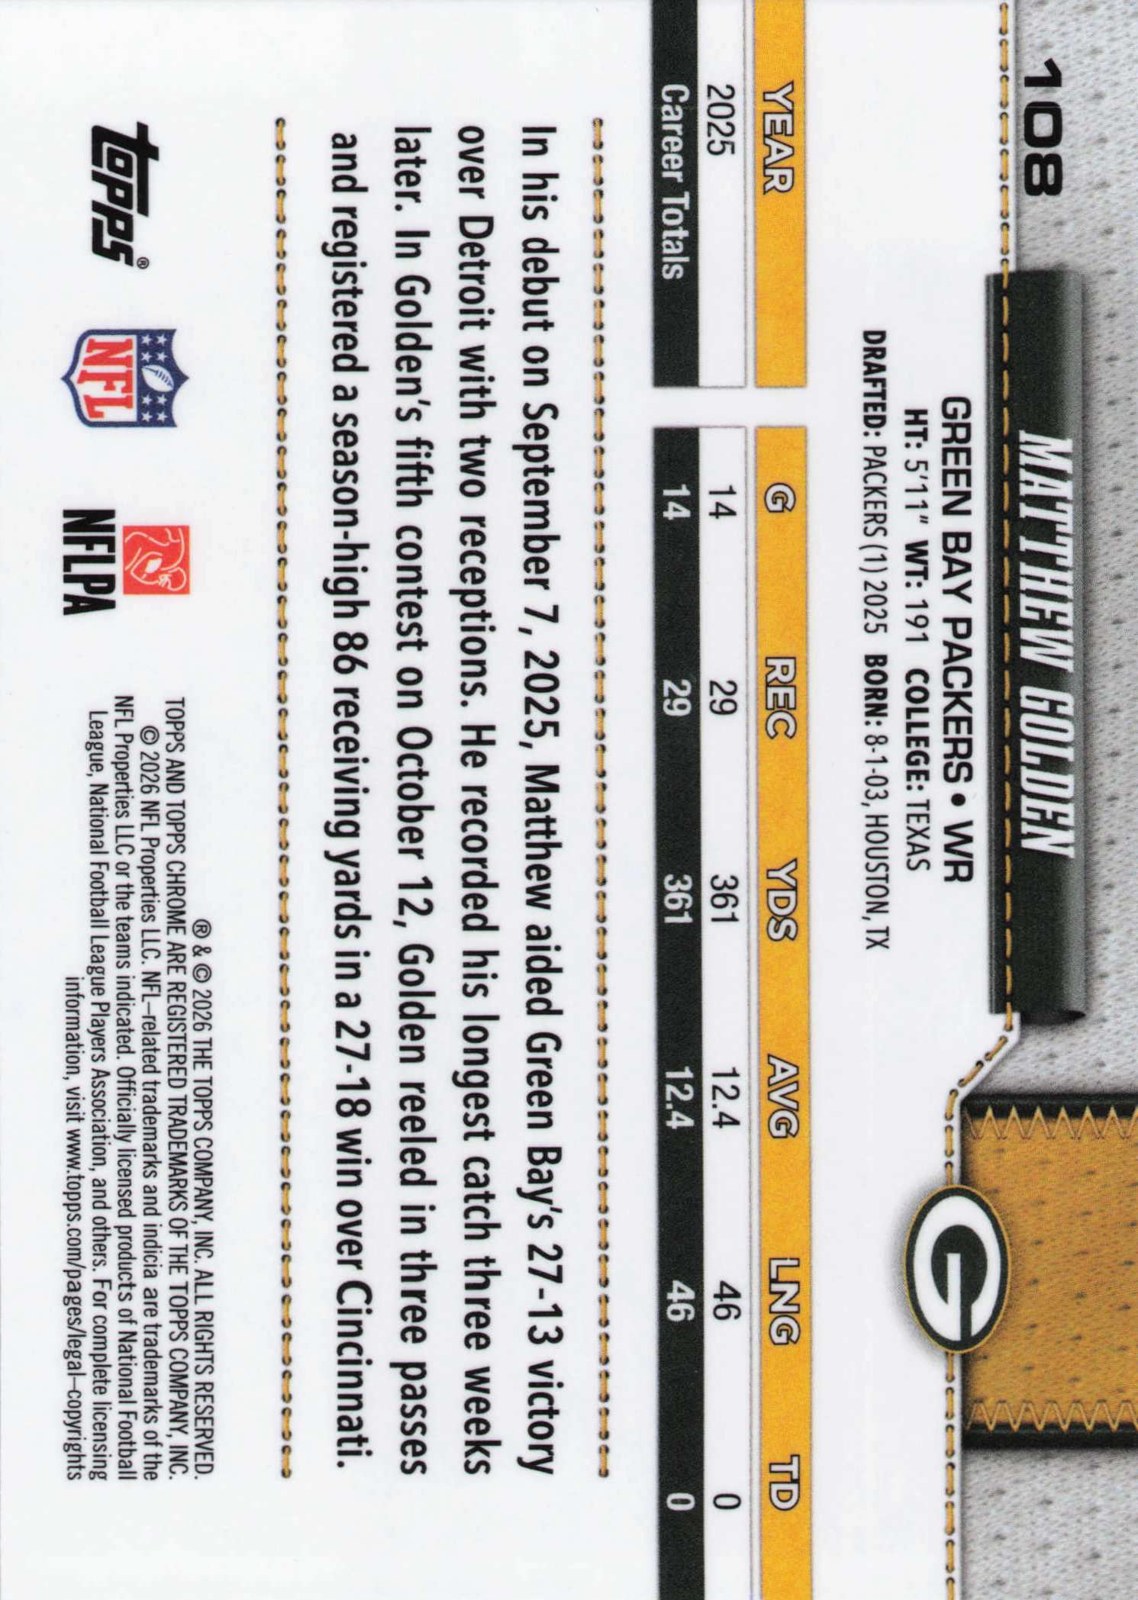 108
MATTHEW GOLDEN
GREEN BAY PACKERS • WR
HT: 5'11" WT: 191 COLLEGE: TEXAS
DRAFTED: PACKERS (1) 2025 BORN: 8-1-03, HOUSTON, TX
G
YEAR G REC YDS AVG LNG TD
2025 14 29 361 12.4 46 0
Career Totals 14 29 361 12.4 46 0
In his debut on September 7, 2025, Matthew aided Green Bay's 27-13 victory
over Detroit with two receptions. He recorded his longest catch three weeks
later. In Golden's fifth contest on October 12, Golden reeled in three passes
and registered a season-high 86 receiving yards in a 27-18 win over Cincinnati.
topps®
NFL
NFLPA
® & © 2026 THE TOPPS COMPANY, INC. ALL RIGHTS RESERVED.
TOPPS AND TOPPS CHROME ARE REGISTERED TRADEMARKS OF THE TOPPS COMPANY, INC.
© 2026 NFL Properties LLC. NFL-related trademarks and indicia are trademarks of the
NFL Properties LLC or the teams indicated. Officially licensed products of National Football
League, National Football League Players Association, and others. For complete licensing
information, visit www.topps.com/pages/legal-copyrights